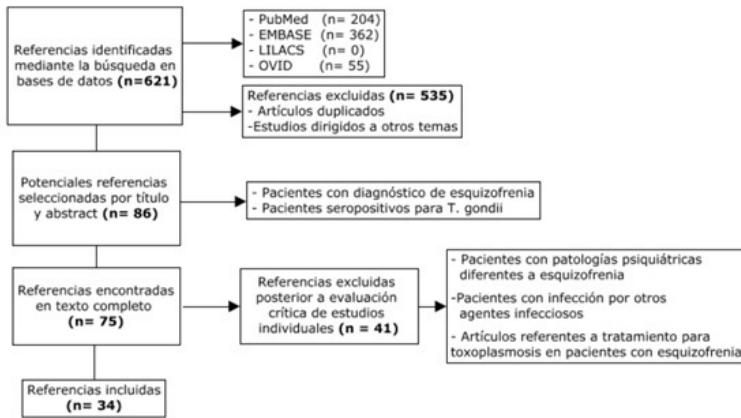 Referencias identificadas
mediante la búsqueda en
bases de datos
(n=621)
- PubMed (n= 204)
- EMBASE (n= 362)
- LILACS (n= 0)
- OVID (n= 55)
Referencias excluidas (n= 535)
- Artículos duplicados
-Estudios dirigidos a otros temas
Potenciales referencias
seleccionadas por título
y abstract (n= 86)
- Pacientes con diagnóstico de esquizofrenia
- Pacientes seropositivos para T. gondii
Referencias encontradas
en texto completo
(n= 75)
Referencias excluidas
posterior a evaluación
crítica de estudios
individuales (n = 41)
- Pacientes con patologías psiquiátricas
diferentes a esquizofrenia
-Pacientes con infección por otros
agentes infecciosos
- Artículos referentes a tratamiento para
toxoplasmosis en pacientes con esquizofrenia
Referencias incluidas
(n= 34)